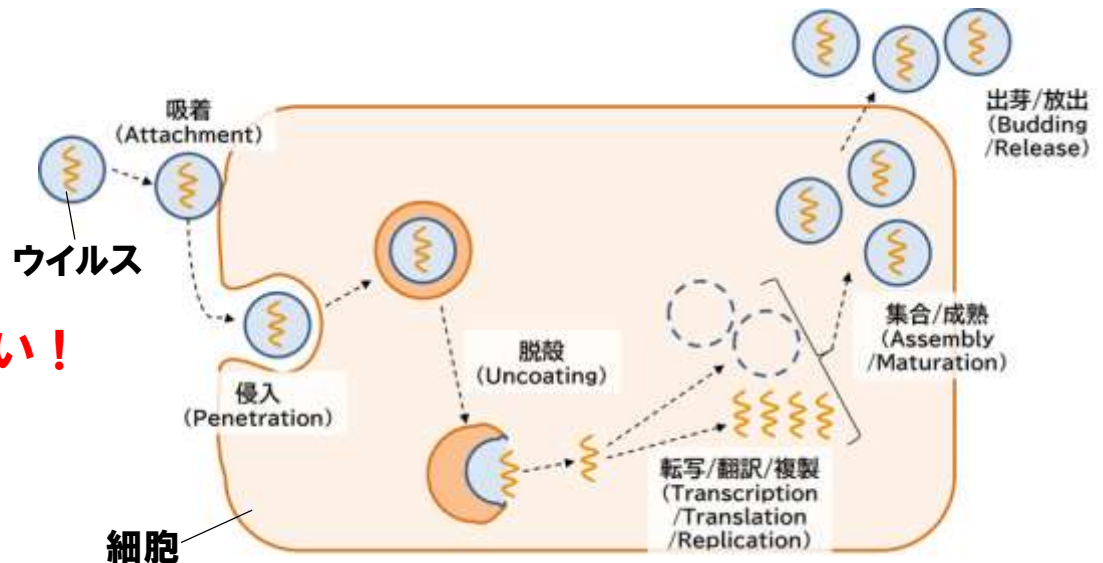 吸着
(Attachment)
ウイルス
い！
侵入
(Penetration)
細胞
脱殻
(Uncoating)
転写/翻訳/複製
(Transcription
/Translation
/Replication)
集合/成熟
(Assembly
/Maturation)
出芽/放出
(Budding
/Release)